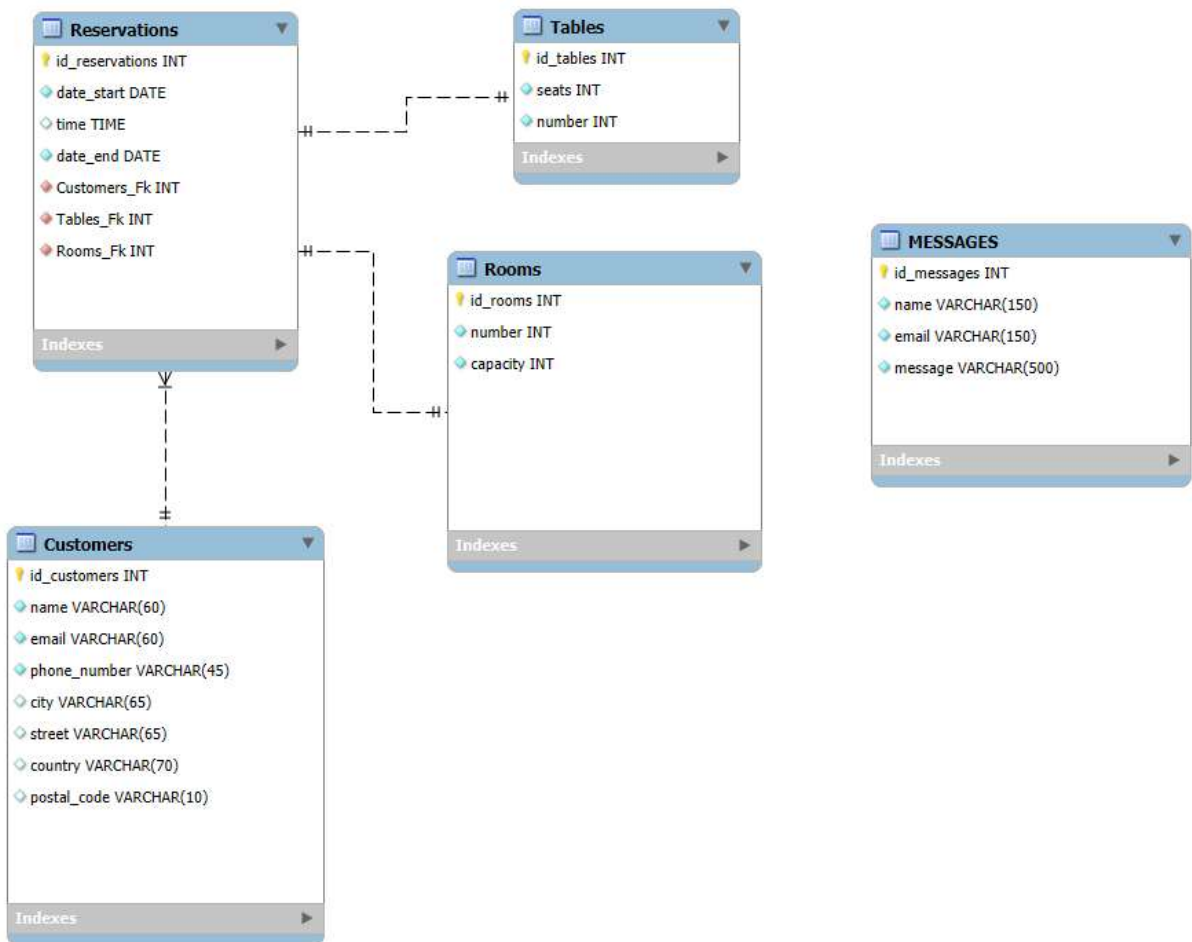 Reservations
id_reservations INT
date_start DATE
time TIME
date_end DATE
Customers_Fk INT
Tables_Fk INT
Rooms_Fk INT
Indexes
Tables
id_tables INT
seats INT
number INT
Indexes
Rooms
id_rooms INT
number INT
capacity INT
Indexes
MESSAGES
id_messages INT
name VARCHAR(150)
email VARCHAR(150)
message VARCHAR(500)
Indexes
Customers
id_customers INT
name VARCHAR(60)
email VARCHAR(60)
phone_number VARCHAR(45)
city VARCHAR(65)
street VARCHAR(65)
country VARCHAR(70)
postal_code VARCHAR(10)
Indexes